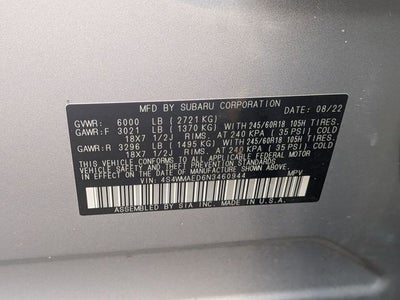 MFD BY SUBARU CORPORATION DATE: 08/22
GVWR: 6000 LB (2721 KG)
GAWR:F 3021 LB (1370 KG) WITH 245/60R18 105H TIRES.
18X7 1/2J RIMS. AT 240 KPA (35 PSI) COLD
GAWR:R 3296 LB (1495 KG) WITH 245/60R18 105H TIRES.
18X7 1/2J RIMS. AT 240 KPA (35 PSI) COLD
THIS VEHICLE CONFORMS TO ALL APPLICABLE FEDERAL MOTOR
VEHICLE SAFETY AND THEFT PREVENTION STANDARDS
IN EFFECT ON THE DATE OF MANUFACTURE SHOWN ABOVE.
VIN: 4S4WMAED6N3460944 MPV
ASSEMBLED BY SIA INC. MADE IN U.S.A.